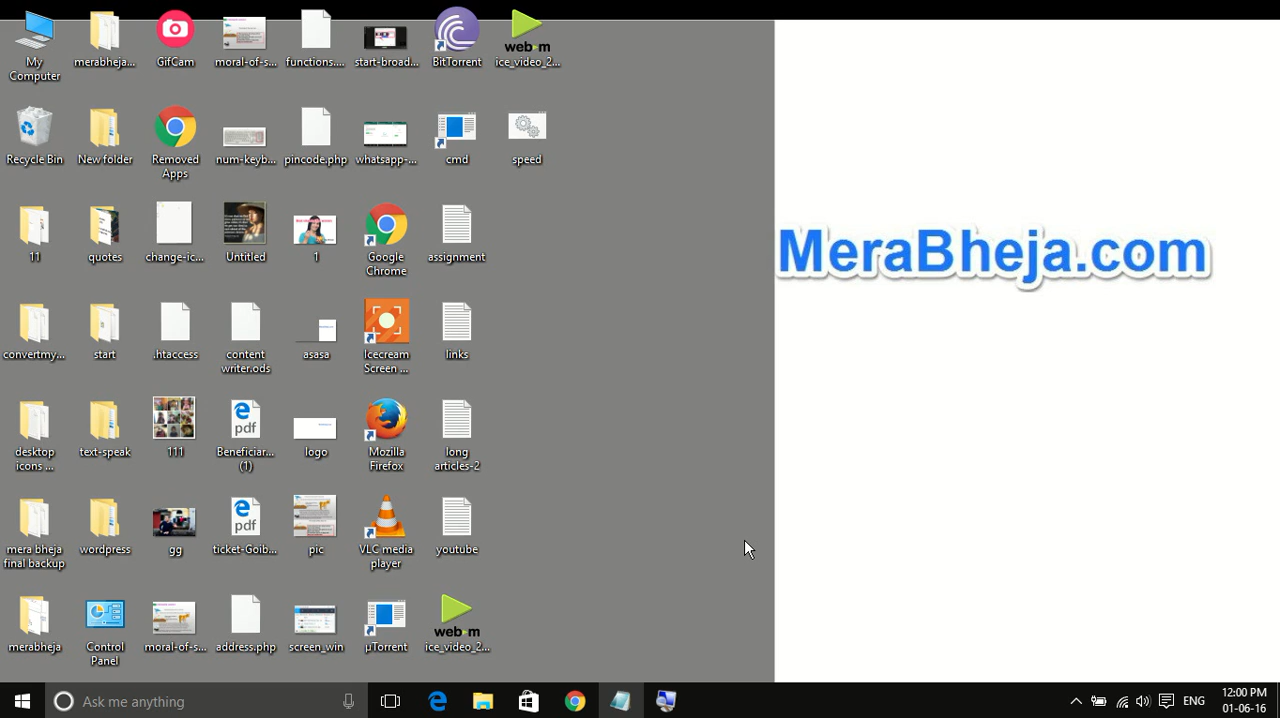 My Computer
merabheja...
GifCam
moral-of-s...
functions....
start-broad...
BitTorrent
web-m
ice_video_2...
Recycle Bin
New folder
Removed Apps
num-keyb...
pincode.php
whatsapp-...
cmd
speed
11
quotes
change-ic...
Untitled
1
Google Chrome
assignment
MeraBheja.com
convertmy...
start
.htaccess
content writer.ods
asasa
Icecream Screen ...
links
desktop icons ...
text-speak
111
pdf
Beneficiar... (1)
logo
Mozilla Firefox
long articles-2
mera bheja final backup
wordpress
gg
pdf
ticket-Goib...
pic
VLC media player
youtube
merabheja
Control Panel
moral-of-s...
address.php
screen_win
µTorrent
web-m
ice_video_2...
Ask me anything
ENG
12:00 PM
01-06-16